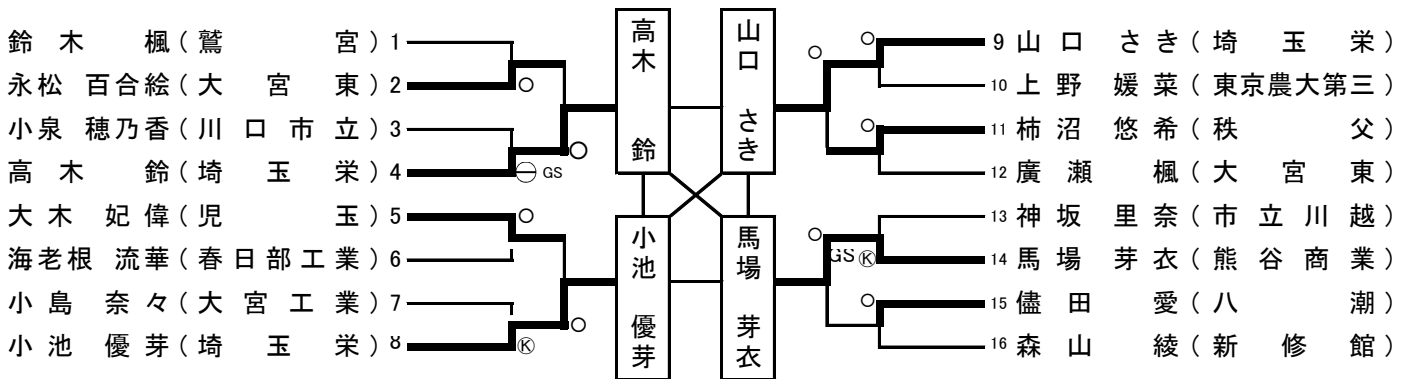 鈴木 楓(鷲宮)1
永松 百合絵(大宮東)2
小泉 穂乃香(川口市立)3
高木 鈴(埼玉栄)4
GS
大木 妃偉(児玉)5
海老根 流華(春日部工業)6
小島 奈々(大宮工業)7
小池 優芽(埼玉栄)8
Ⓚ
高木 鈴
山口 さき
小池 優芽
馬場 芽衣
9 山口 さき(埼玉栄)
10 上野 媛菜(東京農大第三)
11 柿沼 悠希(秩父)
12 廣瀬 楓(大宮東)
13 神坂 里奈(市立川越)
GS Ⓚ
14 馬場 芽衣(熊谷商業)
15 儘田 愛(八潮)
16 森山 綾(新修館)